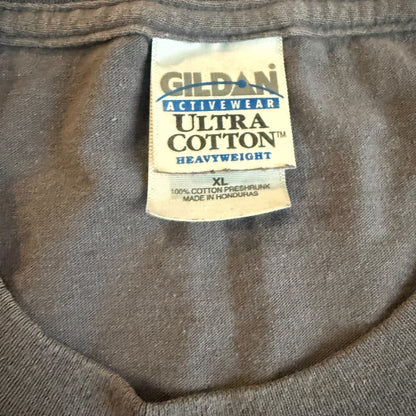 GILDAN
ACTIVEWEAR
ULTRA
COTTON™
HEAVYWEIGHT
XL
100% COTTON PRESHRUNK
MADE IN HONDURAS